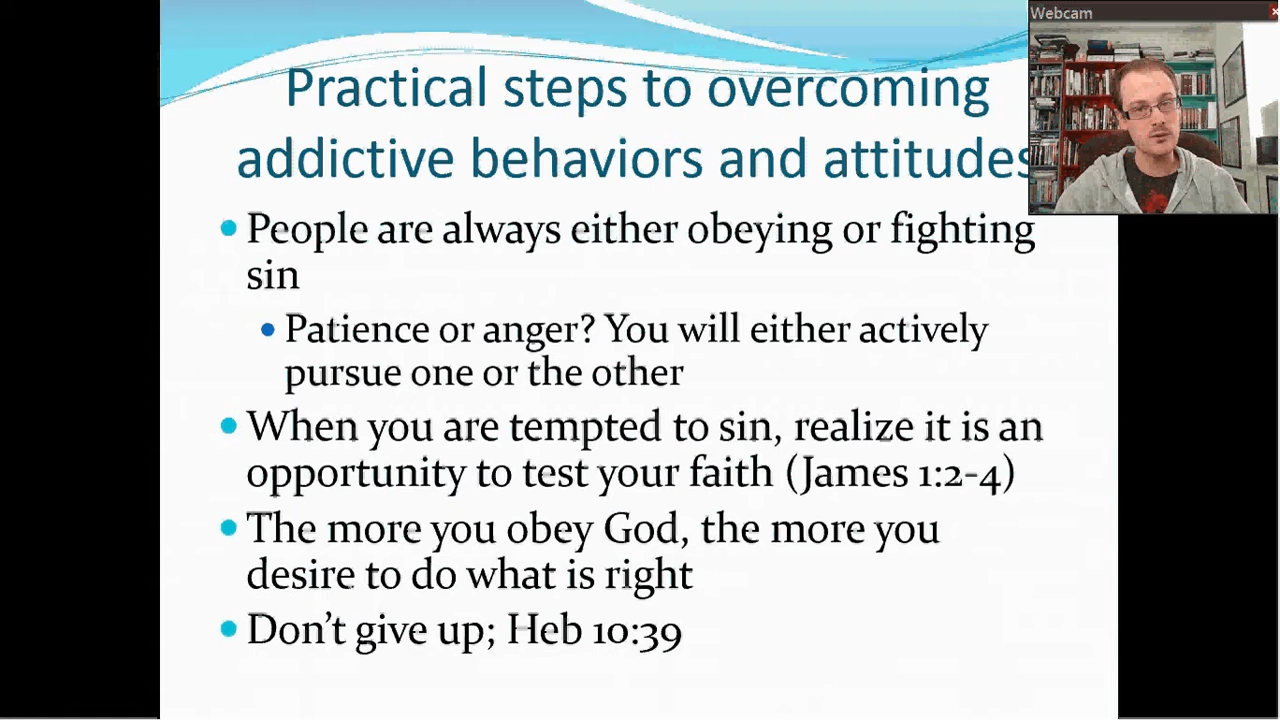 Webcam
Practical steps to overcoming
addictive behaviors and attitudes
People are always either obeying or fighting
sin
Patience or anger? You will either actively
pursue one or the other
When you are tempted to sin, realize it is an
opportunity to test your faith (James 1:2-4)
The more you obey God, the more you
desire to do what is right
Don't give up; Heb 10:39